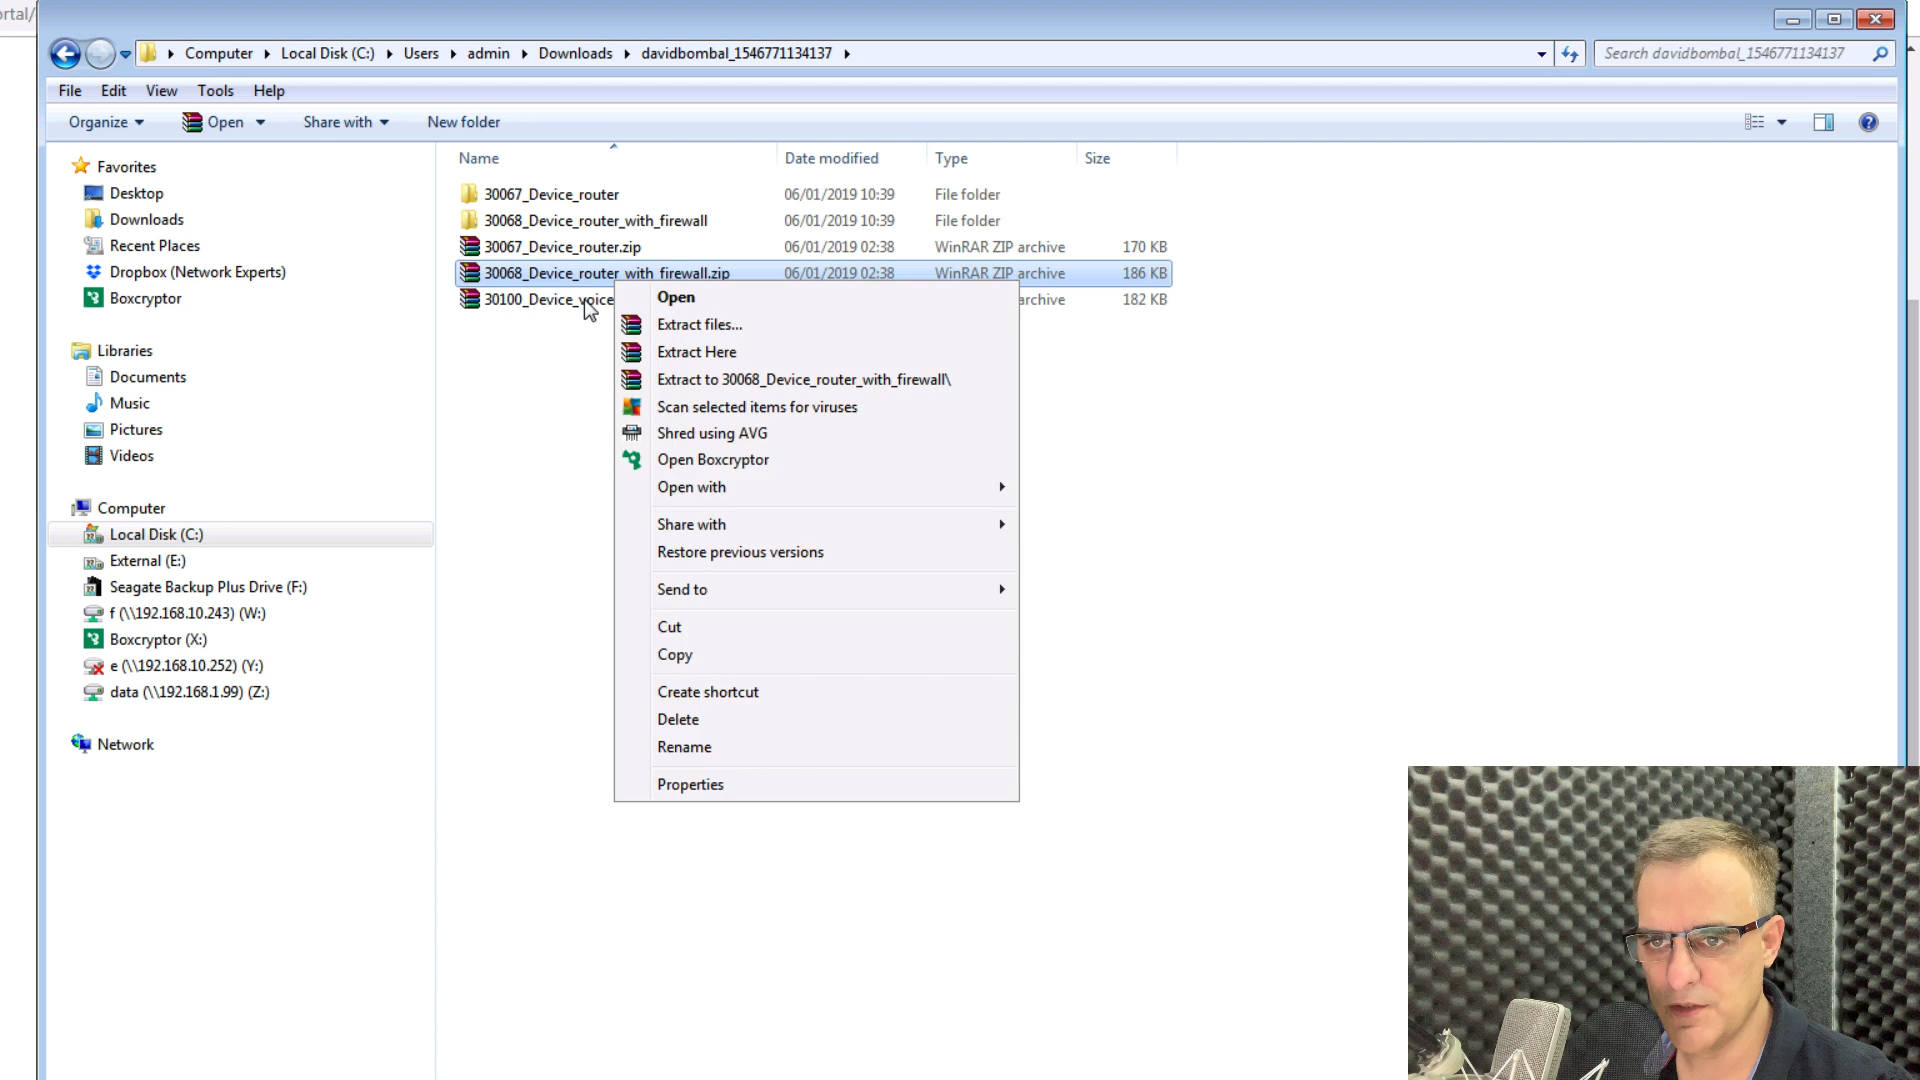 ortal/
Computer Local Disk (C:) Users admin Downloads davidbombal_1546771134137
Search davidbombal_1546771134137
File Edit View Tools Help
Organize Open Share with New folder
Name Date modified Type Size
Favorites
Desktop
Downloads
Recent Places
Dropbox (Network Experts)
Boxcryptor
Libraries
Documents
Music
Pictures
Videos
Computer
Local Disk (C:)
External (E:)
Seagate Backup Plus Drive (F:)
f (\\192.168.10.243) (W:)
Boxcryptor (X:)
e (\\192.168.10.252) (Y:)
data (\\192.168.1.99) (Z:)
Network
30067_Device_router 06/01/2019 10:39 File folder
30068_Device_router_with_firewall 06/01/2019 10:39 File folder
30067_Device_router.zip 06/01/2019 02:38 WinRAR ZIP archive 170 KB
30068_Device_router_with_firewall.zip 06/01/2019 02:38 WinRAR ZIP archive 186 KB
30100_Device_voice archive 182 KB
Open
Extract files...
Extract Here
Extract to 30068_Device_router_with_firewall\
Scan selected items for viruses
Shred using AVG
Open Boxcryptor
Open with
Share with
Restore previous versions
Send to
Cut
Copy
Create shortcut
Delete
Rename
Properties